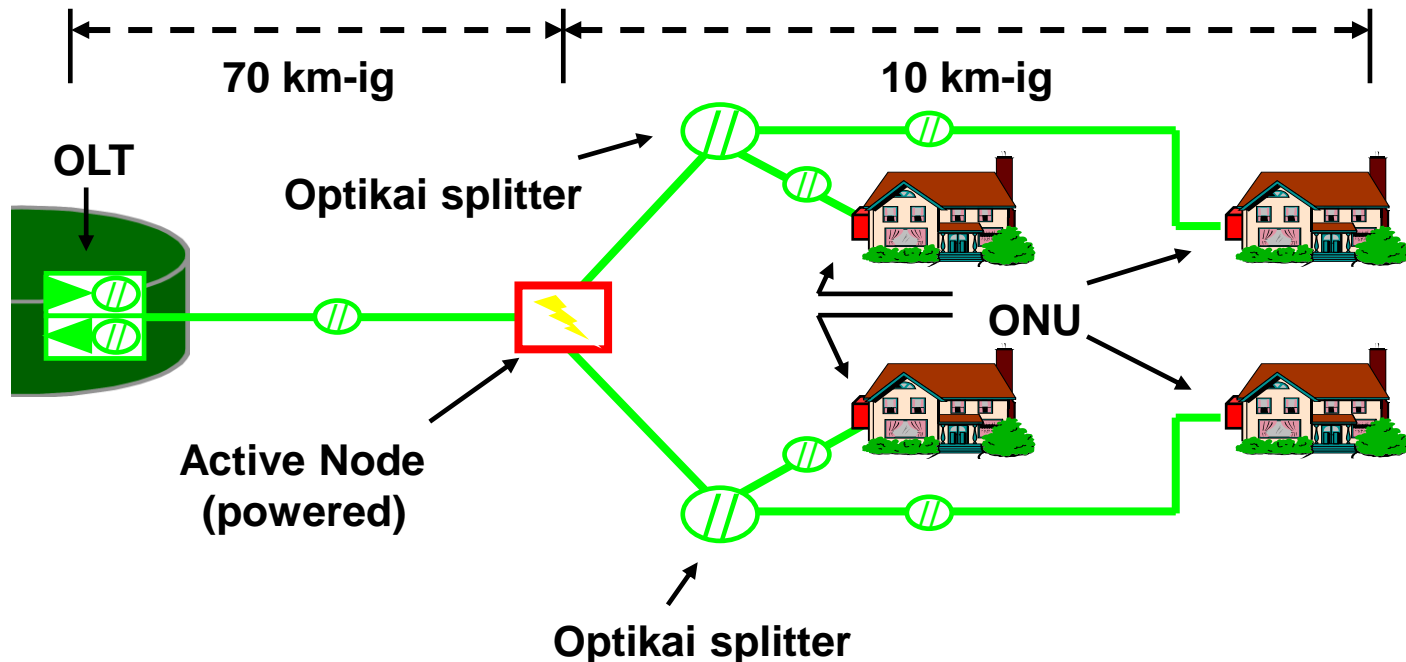 70 km-ig
10 km-ig
OLT
Optikai splitter
ONU
Active Node
(powered)
Optikai splitter